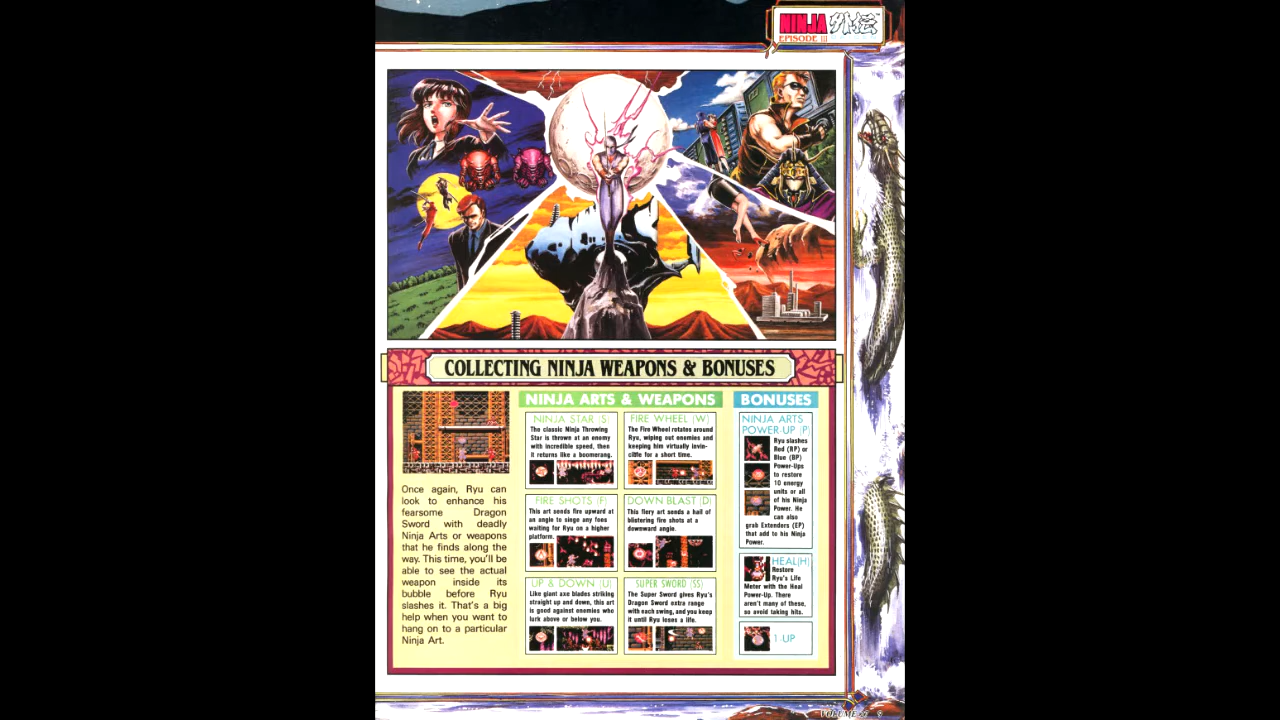 NINJA 外伝
EPISODE III
COLLECTING NINJA WEAPONS & BONUSES
Once again, Ryu can
look to enhance his
fearsome Dragon
Sword with deadly
Ninja Arts or weapons
that he finds along the
way. This time, you'll be
able to see the actual
weapon inside its
bubble before Ryu
slashes it. That's a big
help when you want to
hang on to a particular
Ninja Art.
NINJA ARTS & WEAPONS
NINJA STAR (S)
The classic Ninja Throwing
Star is thrown at an enemy
with incredible speed, then
it returns like a boomerang.
FIRE WHEEL (W)
The Fire Wheel rotates around
Ryu, wiping out enemies and
keeping him virtually invin-
cible for a short time.
FIRE SHOTS (F)
This art sends fire upward at
an angle to singe any foes
waiting for Ryu on a higher
platform.
DOWN BLAST (D)
This fiery art sends a hail of
blistering fire shots at a
downward angle.
UP & DOWN (U)
Like giant axe blades striking
straight up and down, this art
is good against enemies who
lurk above or below you.
SUPER SWORD (SS)
The Super Sword gives Ryu's
Dragon Sword extra range
with each swing, and you keep
it until Ryu loses a life.
BONUSES
NINJA ARTS
POWER-UP (P)
Ryu slashes
Red (RP) or
Blue (BP)
Power-Ups
to restore
10 energy
units or all
of his Ninja
Power. He
can also
grab Extenders (EP)
that add to his Ninja
Power.
HEAL(H)
Restore
Ryu's Life
Meter with the Heal
Power-Up. There
aren't many of these,
so avoid taking hits.
1-UP
VOLUME